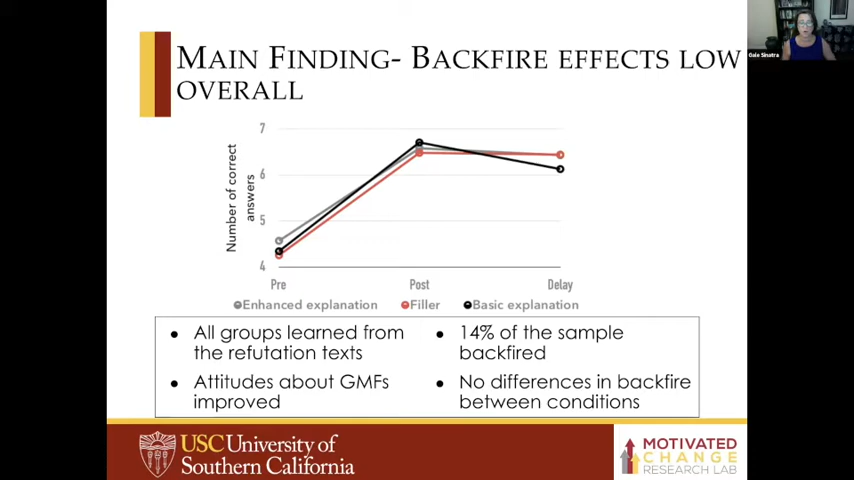 MAIN FINDING- BACKFIRE EFFECTS LOW
OVERALL
Gale Sinatra
7
6
5
4
Number of correct
answers
Pre
Post
Delay
Enhanced explanation
Filler
Basic explanation
● All groups learned from
the refutation texts
● Attitudes about GMFs
improved
● 14% of the sample
backfired
● No differences in backfire
between conditions
USC University of
Southern California
MOTIVATED
CHANGE
RESEARCH LAB